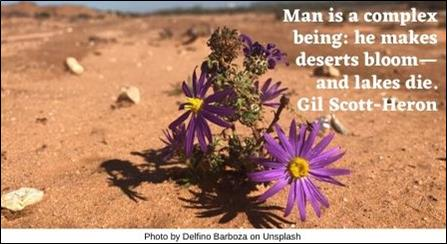 Man is a complex
being: he makes
deserts bloom—
and lakes die.
Gil Scott-Heron
Photo by Delfino Barboza on Unsplash